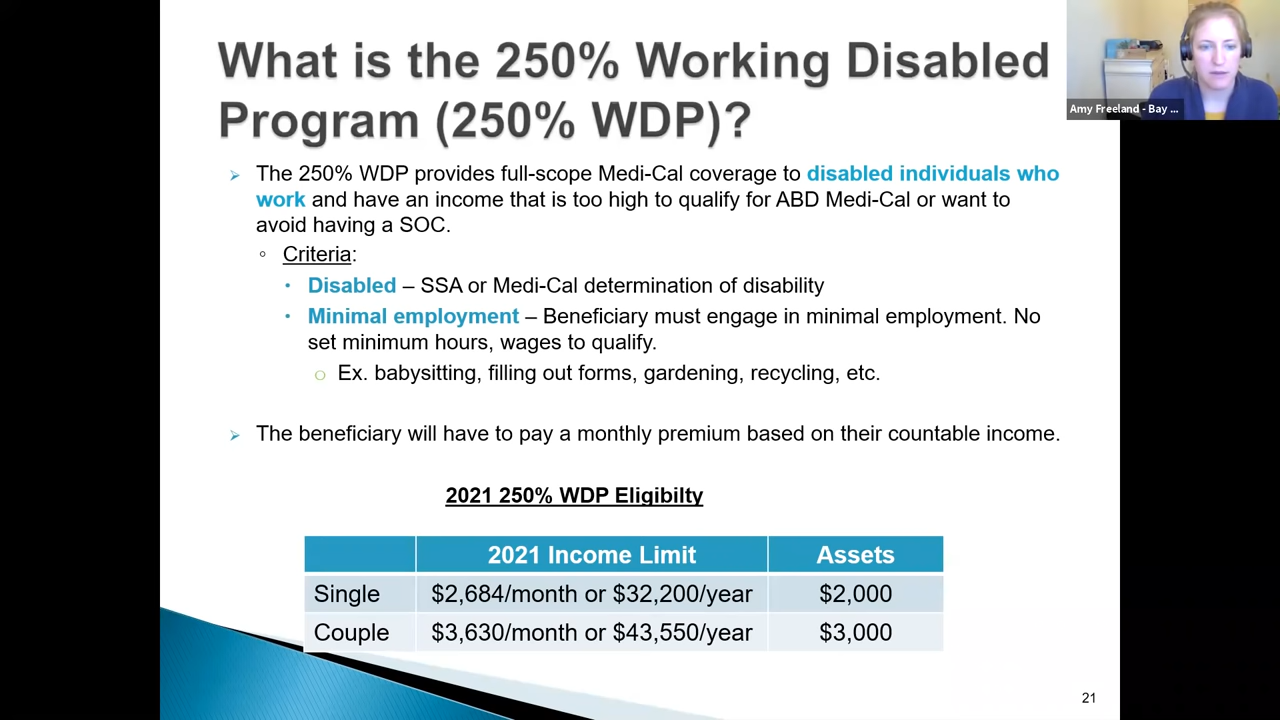 What is the 250% Working Disabled
Program (250% WDP)?
Amy Freeland - Bay ...
The 250% WDP provides full-scope Medi-Cal coverage to disabled individuals who
work and have an income that is too high to qualify for ABD Medi-Cal or want to
avoid having a SOC.
Criteria:
Disabled – SSA or Medi-Cal determination of disability
Minimal employment – Beneficiary must engage in minimal employment. No
set minimum hours, wages to qualify.
Ex. babysitting, filling out forms, gardening, recycling, etc.
The beneficiary will have to pay a monthly premium based on their countable income.
2021 250% WDP Eligibilty
2021 Income Limit Assets
Single $2,684/month or $32,200/year $2,000
Couple $3,630/month or $43,550/year $3,000
21